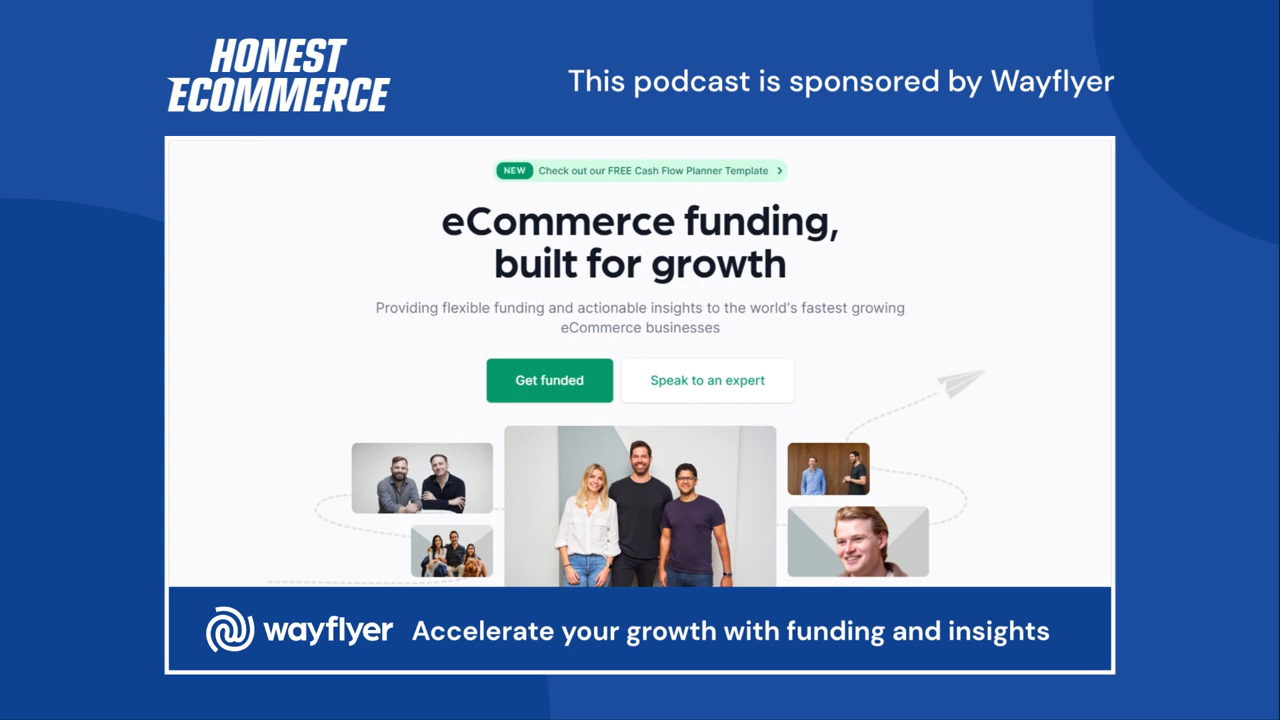 HONEST
ECOMMERCE
This podcast is sponsored by Wayflyer
NEW Check out our FREE Cash Flow Planner Template
eCommerce funding,
built for growth
Providing flexible funding and actionable insights to the world's fastest growing
eCommerce businesses
Get funded
Speak to an expert
wayflyer
Accelerate your growth with funding and insights